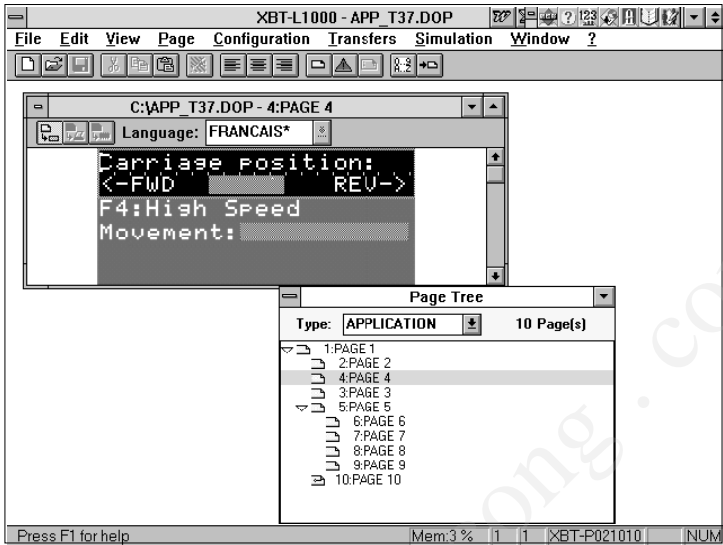 XBT-L1000 - APP_T37.DOP
File Edit View Page Configuration Transfers Simulation Window ?
C:\APP_T37.DOP - 4:PAGE 4
Language: FRANCAIS*
Carriage position:
<-FWD REV->
F4:High Speed
Movement:
Page Tree
Type: APPLICATION 10 Page(s)
1:PAGE 1
2:PAGE 2
4:PAGE 4
3:PAGE 3
5:PAGE 5
6:PAGE 6
7:PAGE 7
8:PAGE 8
9:PAGE 9
10:PAGE 10
Press F1 for help Mem:3 % 1 1 XBT-P021010 NUM